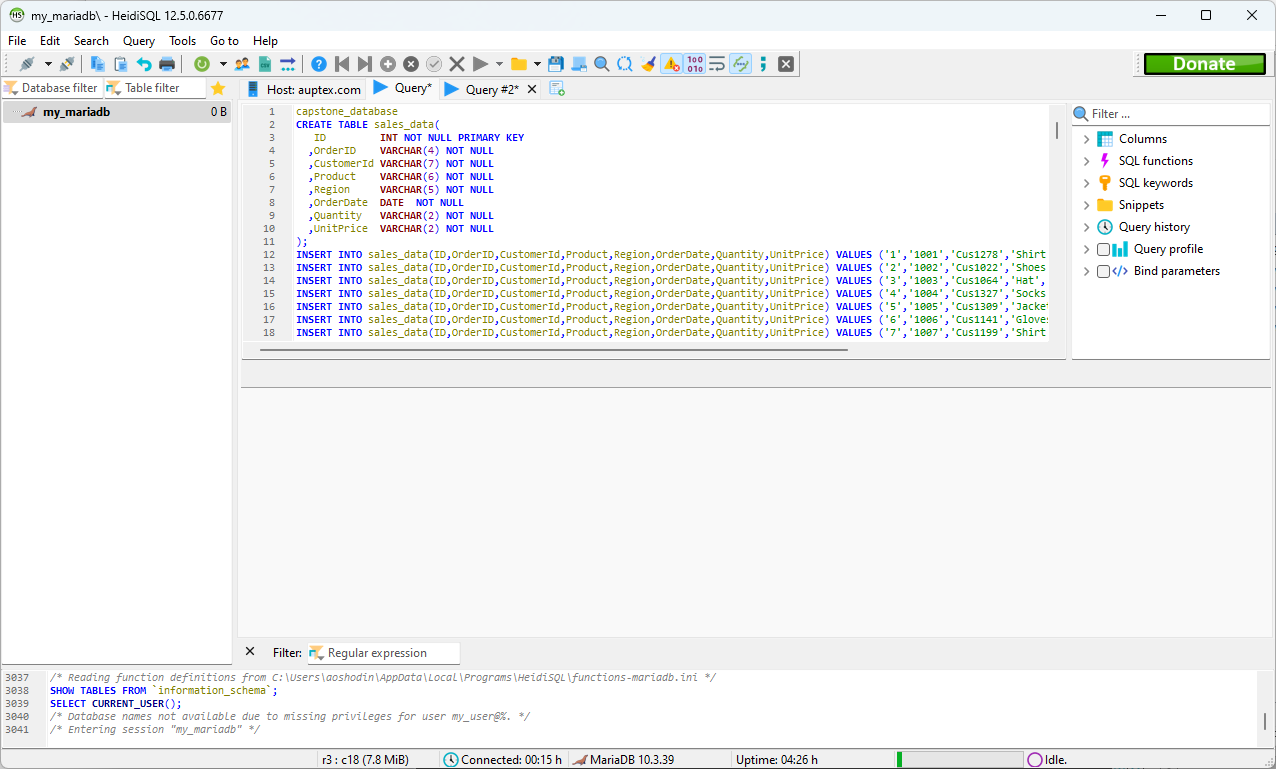 my_mariadb\ - HeidiSQL 12.5.0.6677
File Edit Search Query Tools Go to Help
Donate
Database filter Table filter
Host: auptex.com Query* Query #2*
my_mariadb 0 B
1 capstone_database
2 CREATE TABLE sales_data(
3 ID INT NOT NULL PRIMARY KEY
4 ,OrderID VARCHAR(4) NOT NULL
5 ,CustomerId VARCHAR(7) NOT NULL
6 ,Product VARCHAR(6) NOT NULL
7 ,Region VARCHAR(5) NOT NULL
8 ,OrderDate DATE NOT NULL
9 ,Quantity VARCHAR(2) NOT NULL
10 ,UnitPrice VARCHAR(2) NOT NULL
11 );
12 INSERT INTO sales_data(ID,OrderID,CustomerId,Product,Region,OrderDate,Quantity,UnitPrice) VALUES ('1','1001','Cus1278','Shirt
13 INSERT INTO sales_data(ID,OrderID,CustomerId,Product,Region,OrderDate,Quantity,UnitPrice) VALUES ('2','1002','Cus1022','Shoes
14 INSERT INTO sales_data(ID,OrderID,CustomerId,Product,Region,OrderDate,Quantity,UnitPrice) VALUES ('3','1003','Cus1064','Hat',
15 INSERT INTO sales_data(ID,OrderID,CustomerId,Product,Region,OrderDate,Quantity,UnitPrice) VALUES ('4','1004','Cus1327','Socks
16 INSERT INTO sales_data(ID,OrderID,CustomerId,Product,Region,OrderDate,Quantity,UnitPrice) VALUES ('5','1005','Cus1309','Jacke
17 INSERT INTO sales_data(ID,OrderID,CustomerId,Product,Region,OrderDate,Quantity,UnitPrice) VALUES ('6','1006','Cus1141','Glove
18 INSERT INTO sales_data(ID,OrderID,CustomerId,Product,Region,OrderDate,Quantity,UnitPrice) VALUES ('7','1007','Cus1199','Shirt
Filter ...
Columns
SQL functions
SQL keywords
Snippets
Query history
Query profile
Bind parameters
Filter: Regular expression
3037 /* Reading function definitions from C:\Users\aoshodin\AppData\Local\Programs\HeidiSQL\functions-mariadb.ini */
3038 SHOW TABLES FROM `information_schema`;
3039 SELECT CURRENT_USER();
3040 /* Database names not available due to missing privileges for user my_user@%. */
3041 /* Entering session "my_mariadb" */
r3 : c18 (7.8 MiB) Connected: 00:15 h MariaDB 10.3.39 Uptime: 04:26 h Idle.